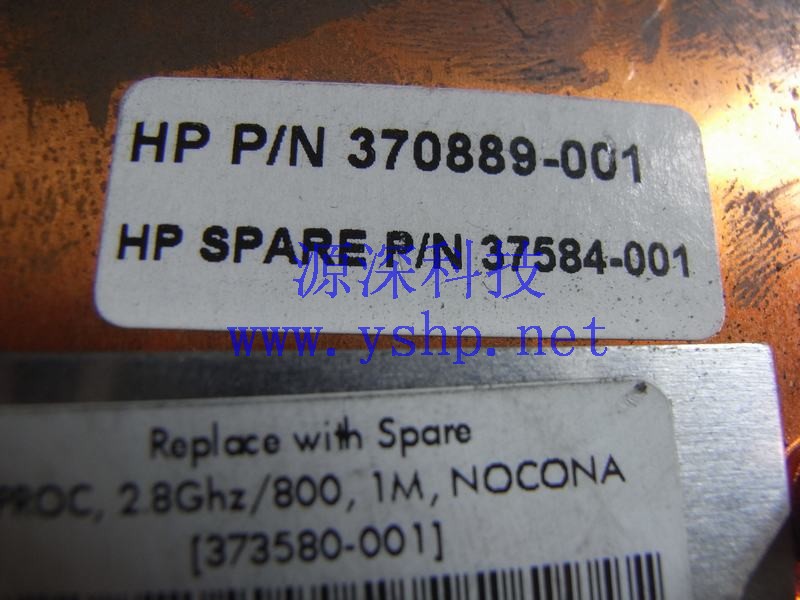 HP P/N 370889-001
HP SPARE P/N 37584-001
源深科技
www.yshp.net
Replace with Spare
PROC, 2.8Ghz/800, 1M, NOCONA
[373580-001]